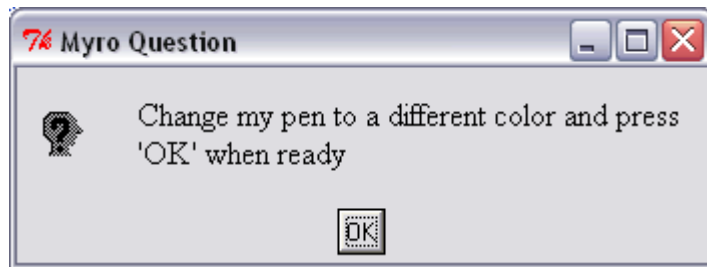 Myro Question
Change my pen to a different color and press
'OK' when ready
OK